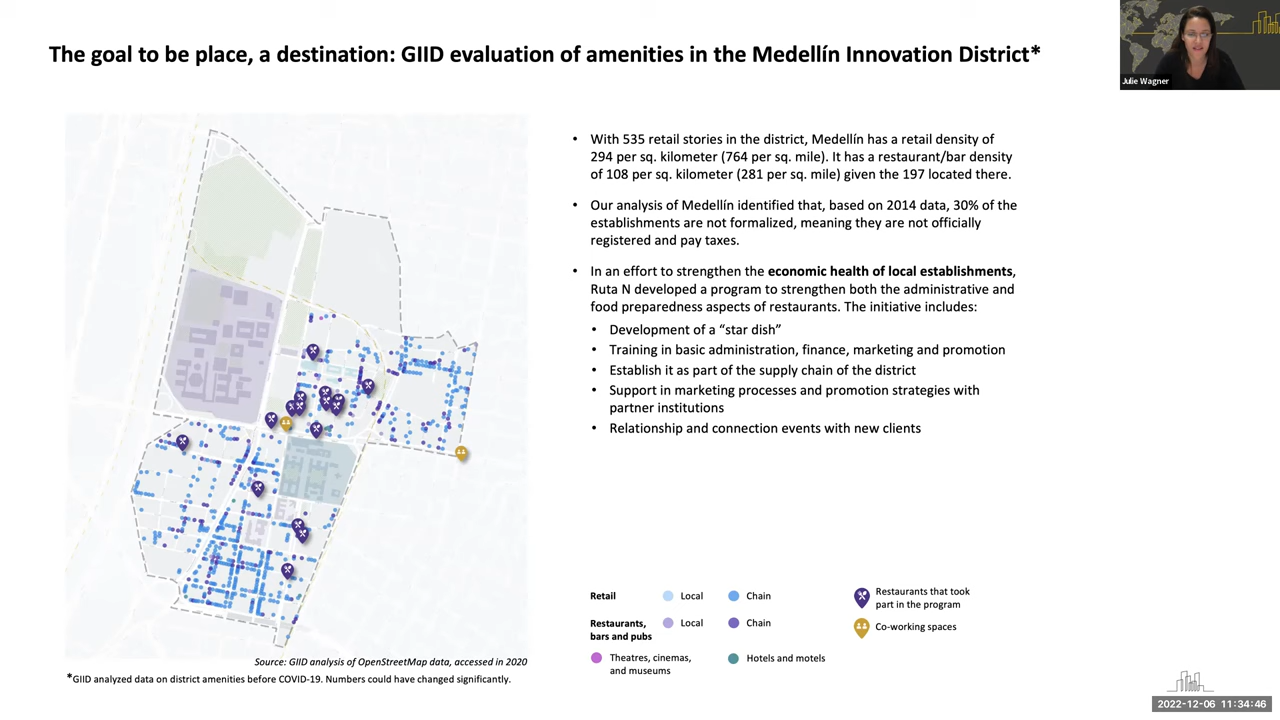 The goal to be place, a destination: GIID evaluation of amenities in the Medellín Innovation District*
Julie Wagner
• With 535 retail stories in the district, Medellín has a retail density of
294 per sq. kilometer (764 per sq. mile). It has a restaurant/bar density
of 108 per sq. kilometer (281 per sq. mile) given the 197 located there.
• Our analysis of Medellín identified that, based on 2014 data, 30% of the
establishments are not formalized, meaning they are not officially
registered and pay taxes.
• In an effort to strengthen the economic health of local establishments,
Ruta N developed a program to strengthen both the administrative and
food preparedness aspects of restaurants. The initiative includes:
• Development of a “star dish”
• Training in basic administration, finance, marketing and promotion
• Establish it as part of the supply chain of the district
• Support in marketing processes and promotion strategies with
partner institutions
• Relationship and connection events with new clients
Retail Local Chain
Restaurants,
bars and pubs Local Chain
Theatres, cinemas,
and museums
Hotels and motels
Restaurants that took
part in the program
Co-working spaces
Source: GIID analysis of OpenStreetMap data, accessed in 2020
*GIID analyzed data on district amenities before COVID-19. Numbers could have changed significantly.
2022-12-06 11:34:46